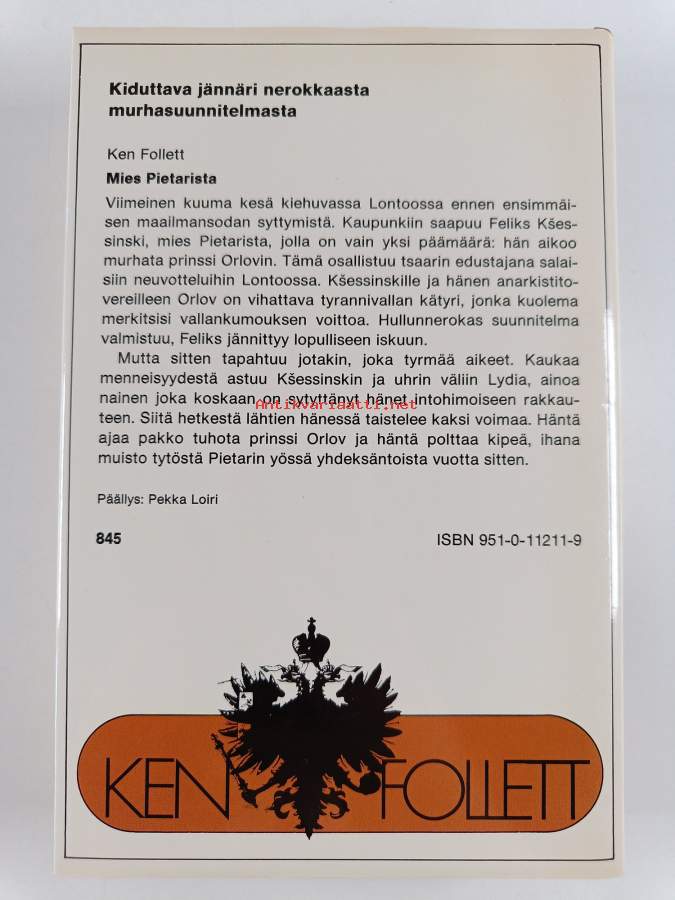 Kiduttava jännäri nerokkaasta
murhasuunnitelmasta
Ken Follett
Mies Pietarista
Viimeinen kuuma kesä kiehuvassa Lontoossa ennen ensimmäi-
sen maailmansodan syttymistä. Kaupunkiin saapuu Feliks Kšes-
sinski, mies Pietarista, jolla on vain yksi päämäärä: hän aikoo
murhata prinssi Orlovin. Tämä osallistuu tsaarin edustajana salai-
siin neuvotteluihin Lontoossa. Kšessinskille ja hänen anarkistito-
vereilleen Orlov on vihattava tyrannivallan kätyri, jonka kuolema
merkitsisi vallankumouksen voittoa. Hullunnerokas suunnitelma
valmistuu, Feliks jännittyy lopulliseen iskuun.
Mutta sitten tapahtuu jotakin, joka tyrmää aikeet. Kaukaa
menneisyydestä astuu Kšessinskin ja uhrin väliin Lydia, ainoa
nainen joka koskaan on sytyttänyt hänet intohimoiseen rakkau-
Antikvariaatti.net
teen. Siitä hetkestä lähtien hänessä taistelee kaksi voimaa. Häntä
ajaa pakko tuhota prinssi Orlov ja häntä polttaa kipeä, ihana
muisto tytöstä Pietarin yössä yhdeksäntoista vuotta sitten.
Päällys: Pekka Loiri
845 ISBN 951-0-11211-9
KEN FOLLETT